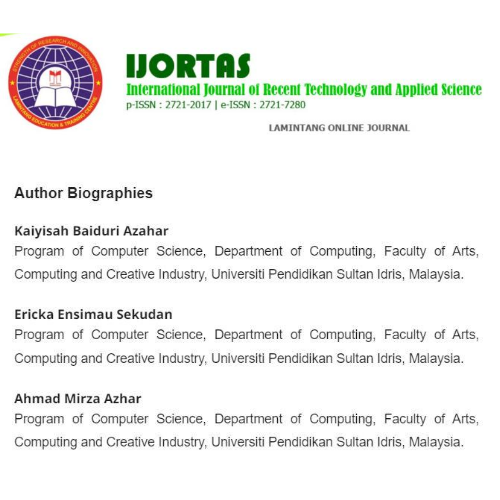 IJORTAS
International Journal of Recent Technology and Applied Science
p-ISSN : 2721-2017 | e-ISSN : 2721-7280
LAMINTANG ONLINE JOURNAL
Author Biographies
Kaiyisah Baiduri Azahar
Program of Computer Science, Department of Computing, Faculty of Arts,
Computing and Creative Industry, Universiti Pendidikan Sultan Idris, Malaysia.
Ericka Ensimau Sekudan
Program of Computer Science, Department of Computing, Faculty of Arts,
Computing and Creative Industry, Universiti Pendidikan Sultan Idris, Malaysia.
Ahmad Mirza Azhar
Program of Computer Science, Department of Computing, Faculty of Arts,
Computing and Creative Industry, Universiti Pendidikan Sultan Idris, Malaysia.